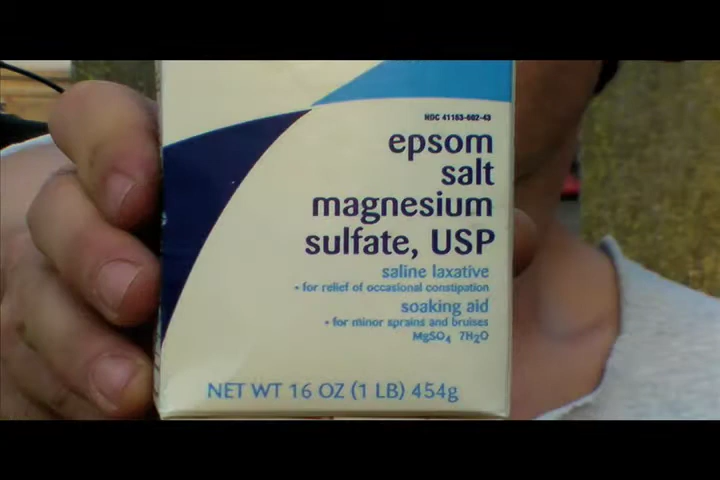 NDC 41163-602-43
epsom
salt
magnesium
sulfate, USP
saline laxative
• for relief of occasional constipation
soaking aid
• for minor sprains and bruises
MgSO₄ 7H₂O
NET WT 16 OZ (1 LB) 454g